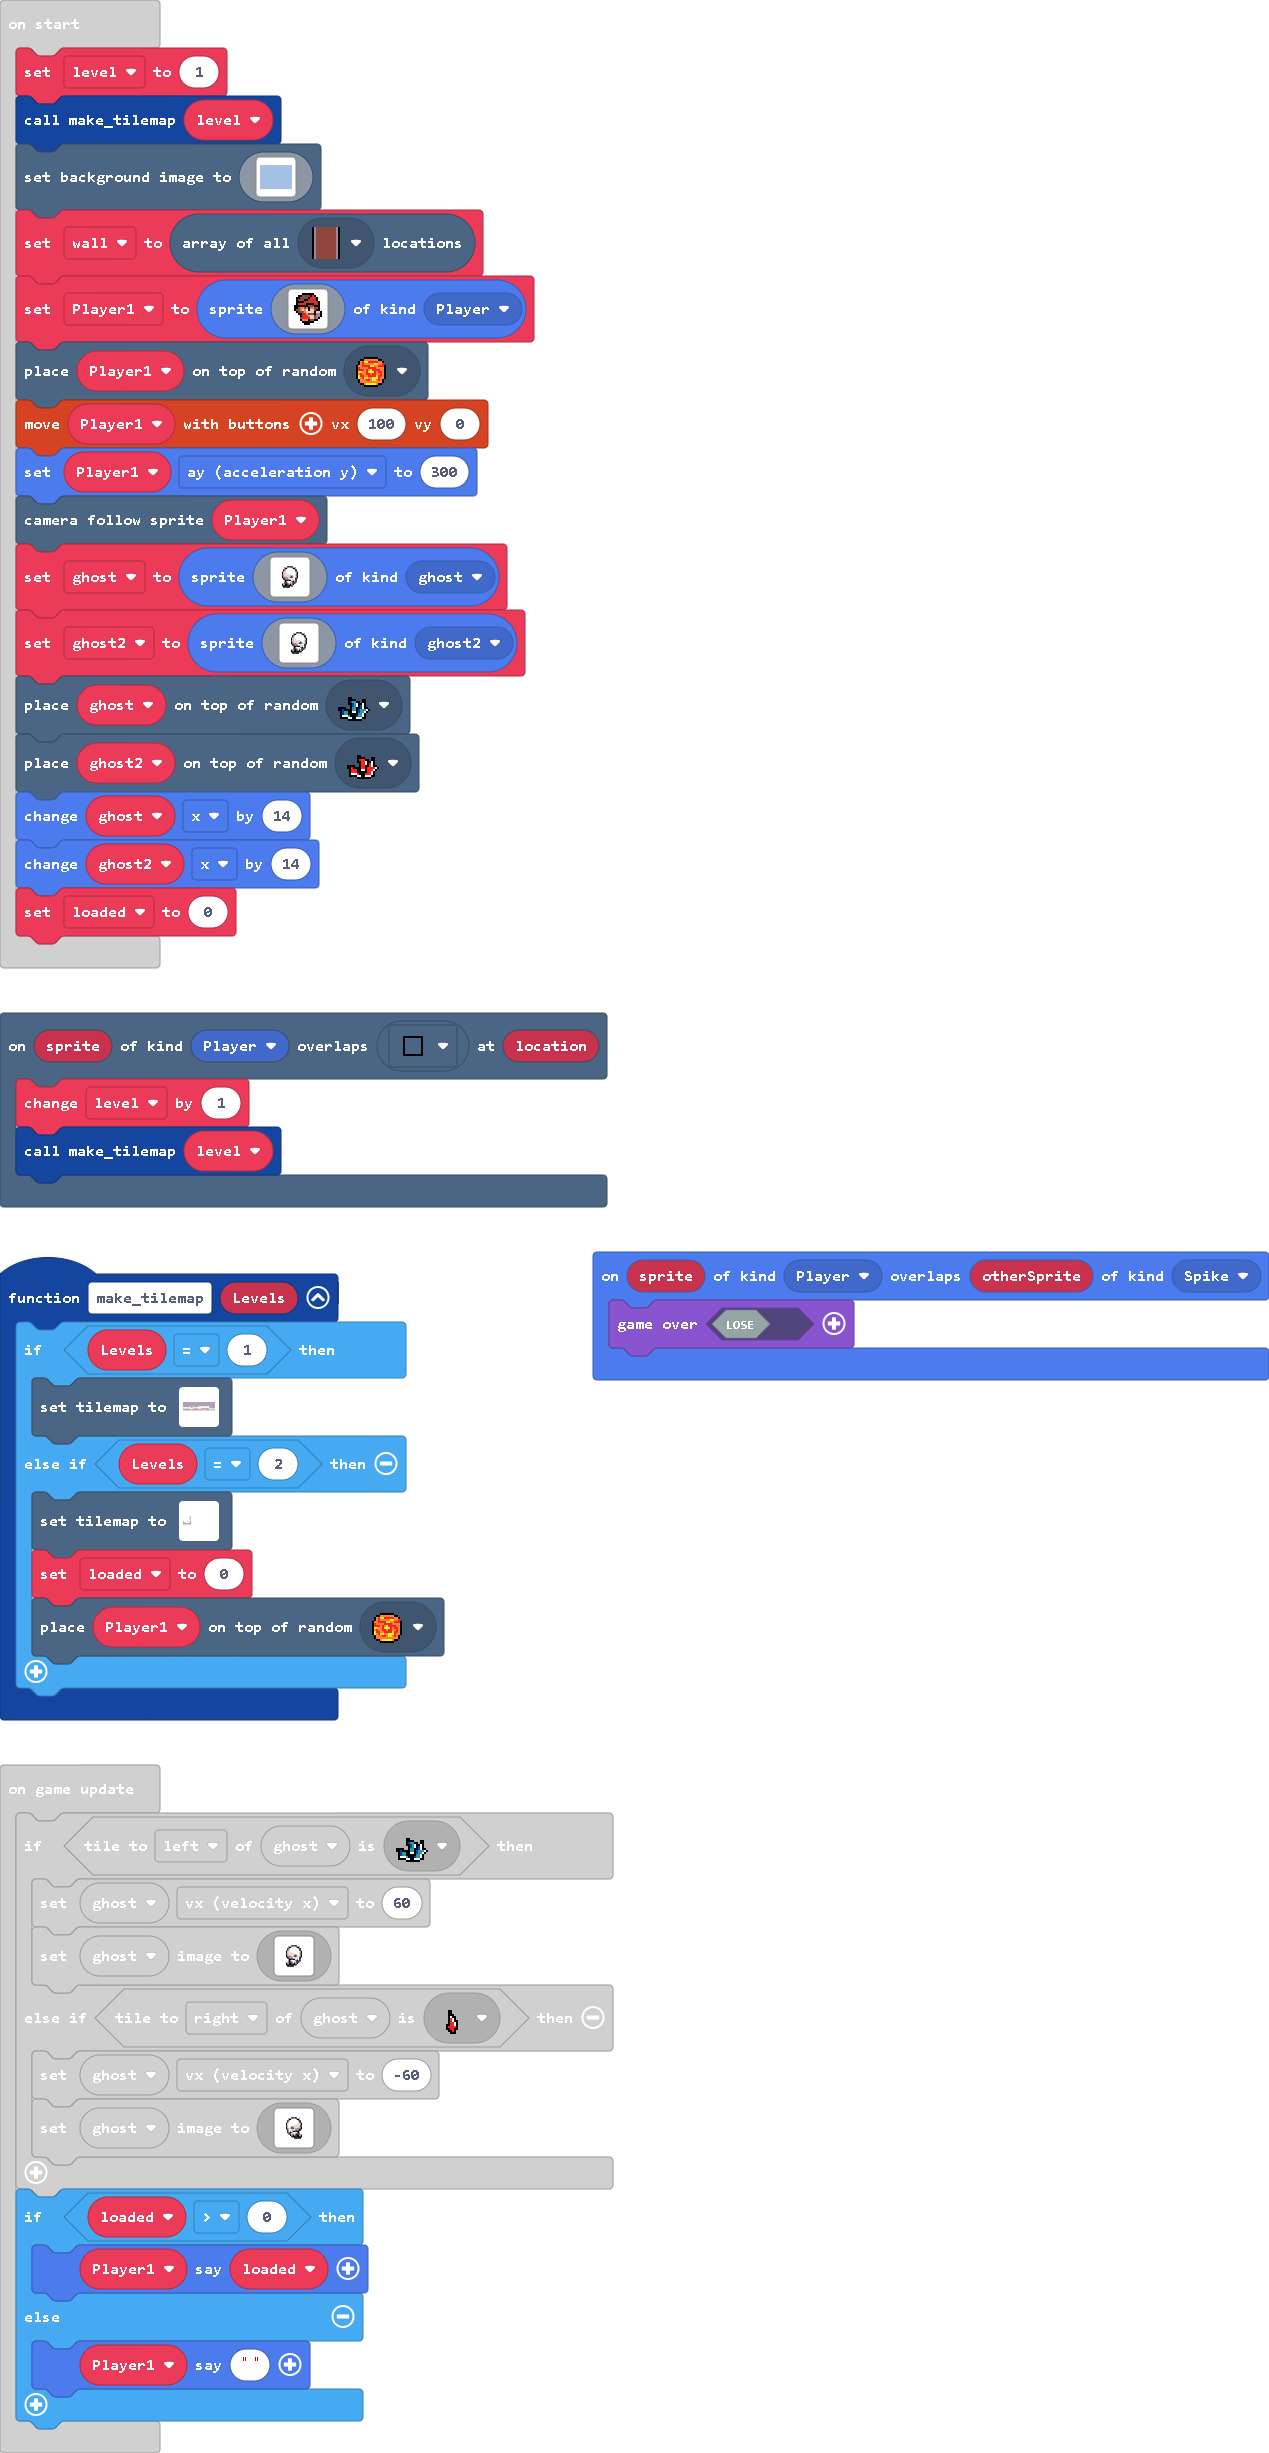 on start
set level to 1
call make_tilemap level
set background image to
set wall to array of all locations
set Player1 to sprite of kind Player
place Player1 on top of random
move Player1 with buttons vx 100 vy 0
set Player1 ay (acceleration y) to 300
camera follow sprite Player1
set ghost to sprite of kind ghost
set ghost2 to sprite of kind ghost2
place ghost on top of random
place ghost2 on top of random
change ghost x by 14
change ghost2 x by 14
set loaded to 0
on sprite of kind Player overlaps at location
change level by 1
call make_tilemap level
function make_tilemap Levels
if Levels = 1 then
set tilemap to
else if Levels = 2 then
set tilemap to
set loaded to 0
place Player1 on top of random
on sprite of kind Player overlaps otherSprite of kind Spike
game over LOSE
on game update
if tile to left of ghost is then
set ghost vx (velocity x) to 60
set ghost image to
else if tile to right of ghost is then
set ghost vx (velocity x) to -60
set ghost image to
if loaded > 0 then
Player1 say loaded
else
Player1 say " "